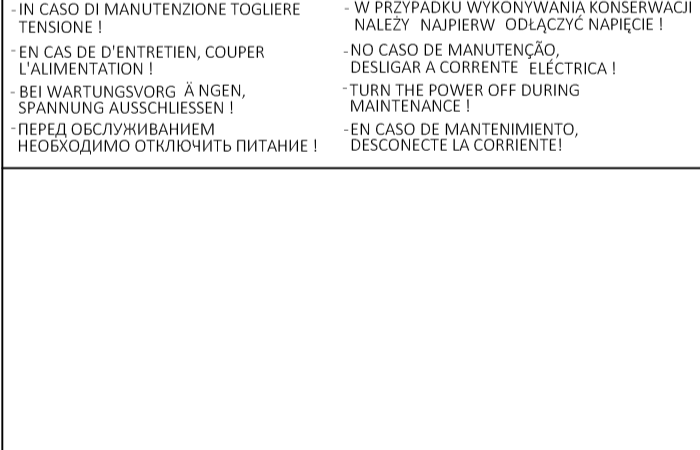 - IN CASO DI MANUTENZIONE TOGLIERE
TENSIONE !
- EN CAS DE D'ENTRETIEN, COUPER
L'ALIMENTATION !
- BEI WARTUNGSVORG Ä NGEN,
SPANNUNG AUSSCHLIESSEN !
- ПЕРЕД ОБСЛУЖИВАНИЕМ
НЕОБХОДИМО ОТКЛЮЧИТЬ ПИТАНИЕ !
- W PRZYPADKU WYKONYWANIA KONSERWACJI
NALEŻY NAJPIERW ODŁĄCZYĆ NAPIĘCIE !
- NO CASO DE MANUTENÇÃO,
DESLIGAR A CORRENTE ELÉCTRICA !
- TURN THE POWER OFF DURING
MAINTENANCE !
- EN CASO DE MANTENIMIENTO,
DESCONECTE LA CORRIENTE!